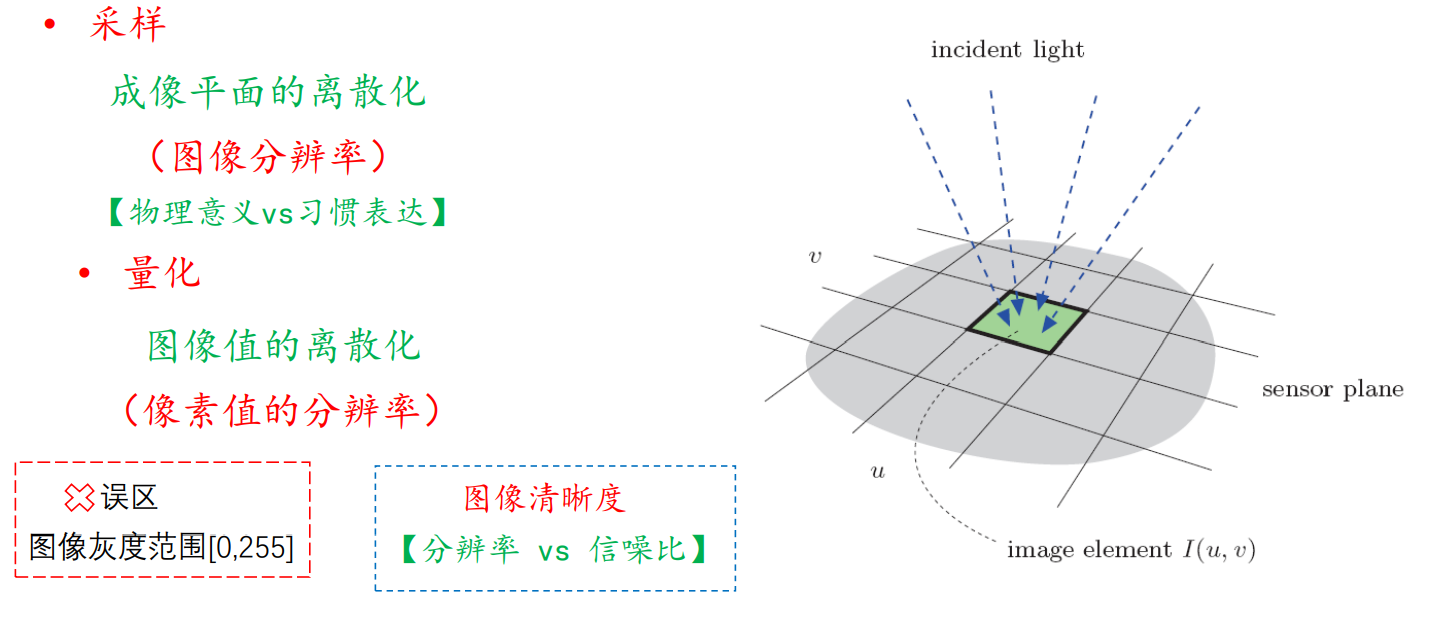 • 采样
成像平面的离散化
（图像分辨率）
【物理意义vs习惯表达】
• 量化
图像值的离散化
（像素值的分辨率）
误区
图像灰度范围[0,255]
图像清晰度
【分辨率 vs 信噪比】
incident light
v
sensor plane
u
image element I(u, v)